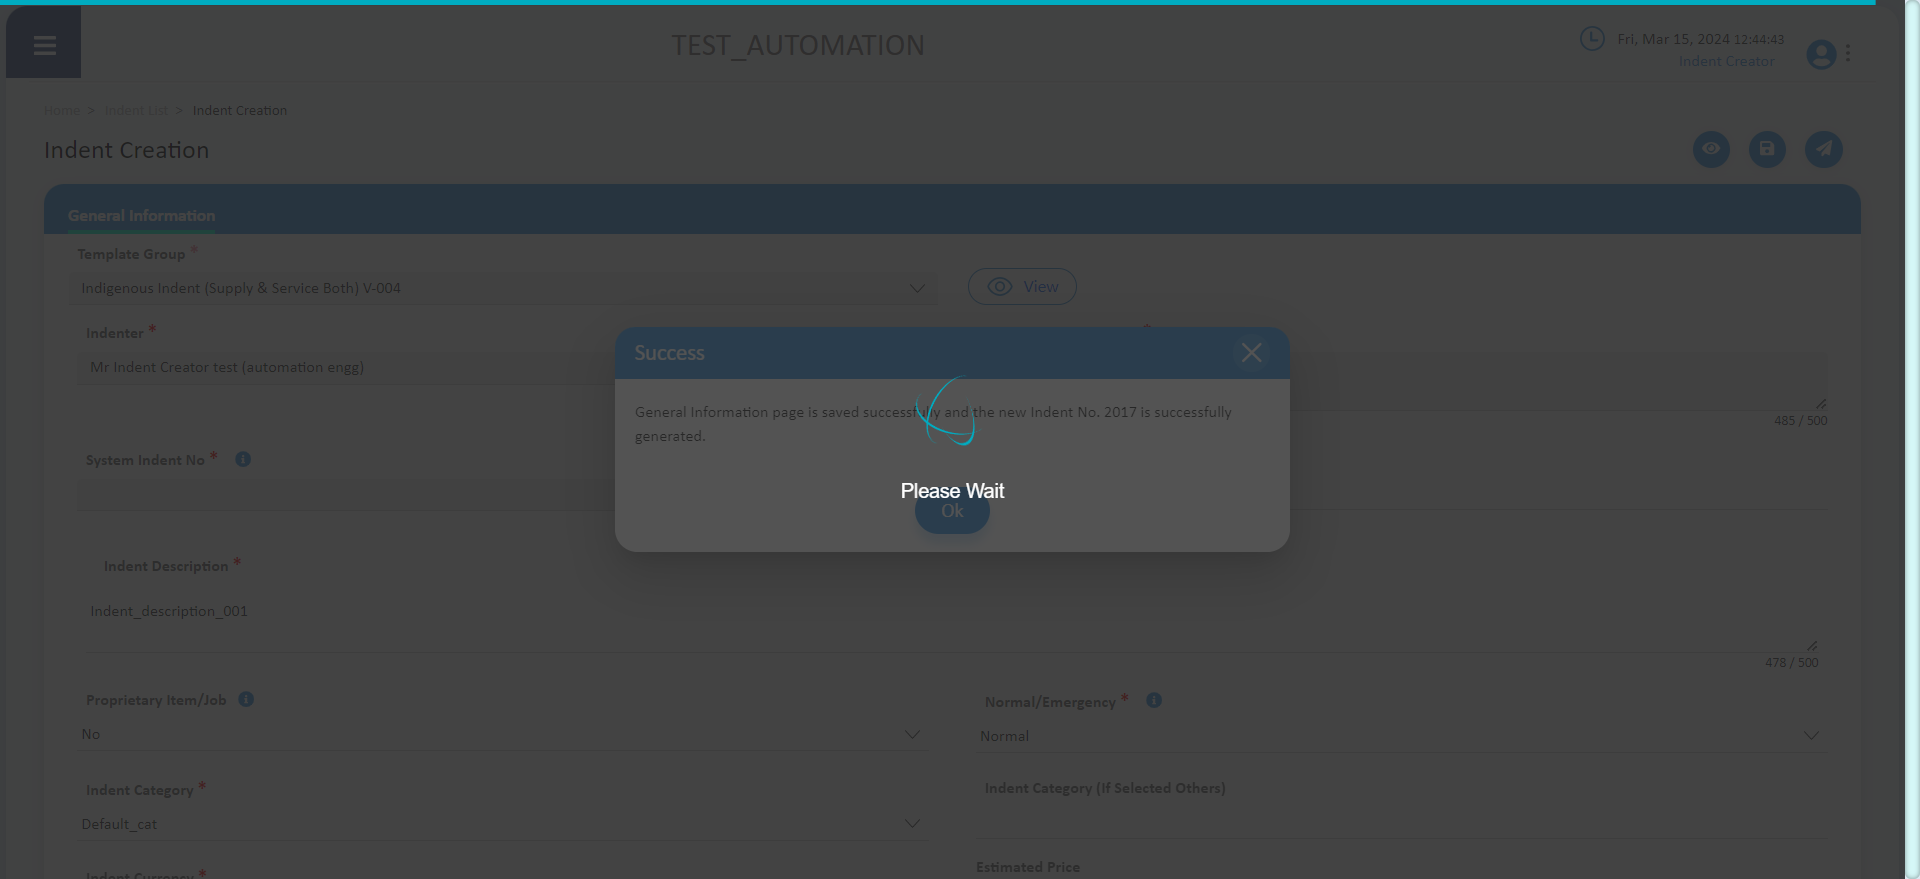 TEST_AUTOMATION
Fri, Mar 15, 2024 12:44:43
Indent Creator
Home > Indent List > Indent Creation
Indent Creation
General Information
Template Group *
Indigenous Indent (Supply & Service Both) V-004
View
Indenter *
*
Mr Indent Creator test (automation engg)
485 / 500
Success
General Information page is saved successfully and the new Indent No. 2017 is successfully
generated.
Please Wait
Ok
System Indent No *
Indent Description *
Indent_description_001
478 / 500
Proprietary Item/Job
Normal/Emergency *
No
Normal
Indent Category *
Indent Category (If Selected Others)
Default_cat
Estimated Price
Indent Currency *